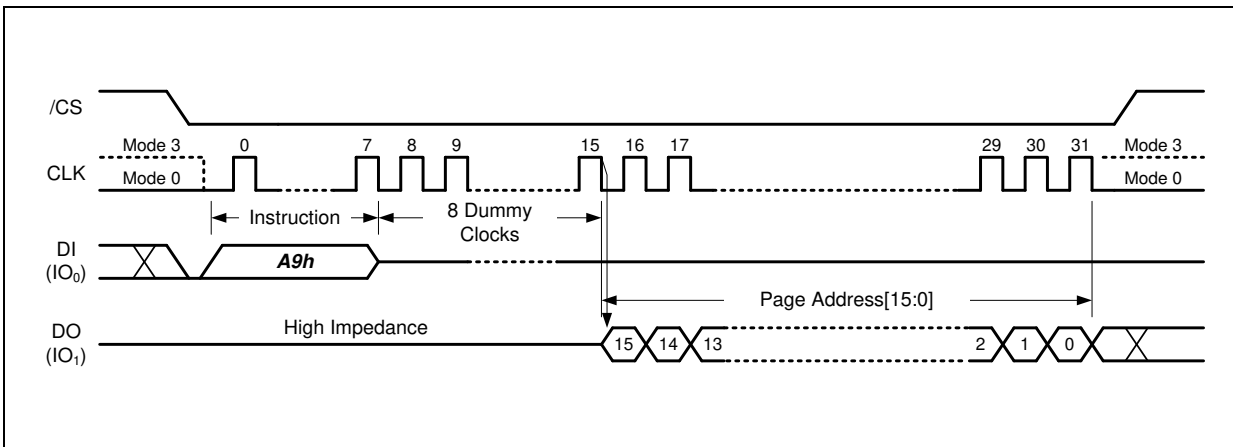 /CS
Mode 3 0 7 8 9 15 16 17 29 30 31 Mode 3
CLK
Mode 0 Mode 0
Instruction 8 Dummy
Clocks
DI
(IO₀)
A9h
Page Address[15:0]
High Impedance
DO
(IO₁)
15 14 13 2 1 0